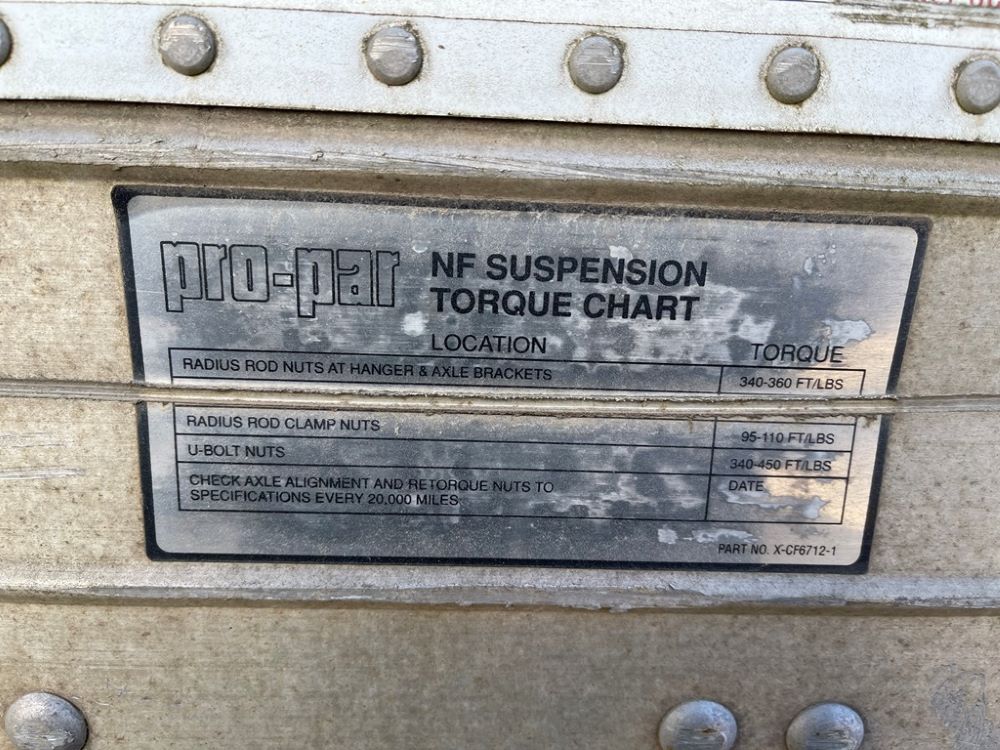 pro-par
NF SUSPENSION
TORQUE CHART
LOCATION TORQUE
RADIUS ROD NUTS AT HANGER & AXLE BRACKETS 340-360 FT/LBS
RADIUS ROD CLAMP NUTS 95-110 FT/LBS
U-BOLT NUTS 340-450 FT/LBS
CHECK AXLE ALIGNMENT AND RETORQUE NUTS TO DATE
SPECIFICATIONS EVERY 20,000 MILES.
PART NO. X-CF6712-1